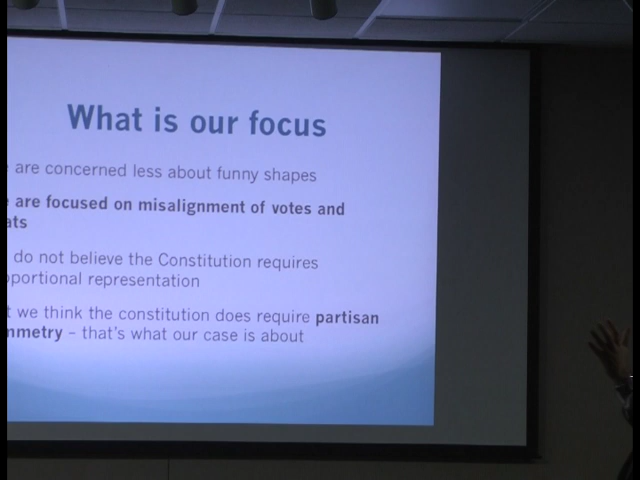 What is our focus
are concerned less about funny shapes
are focused on misalignment of votes and
ats
do not believe the Constitution requires
portional representation
t we think the constitution does require partisan
mmetry – that's what our case is about